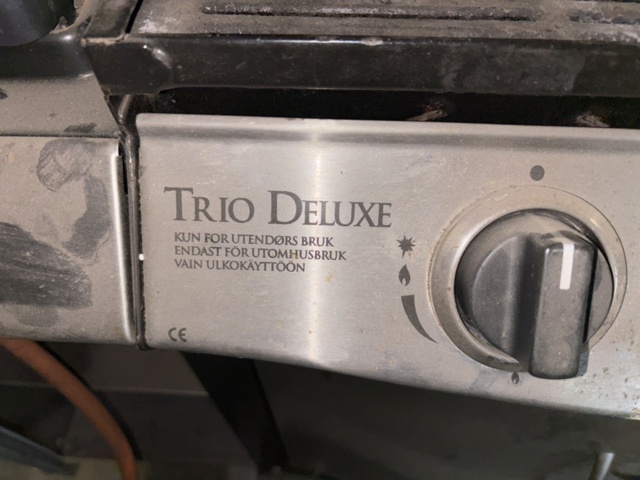 TRIO DELUXE
KUN FOR UTENDØRS BRUK
ENDAST FÖR UTOMHUSBRUK
VAIN ULKOKÄYTTÖÖN
CE